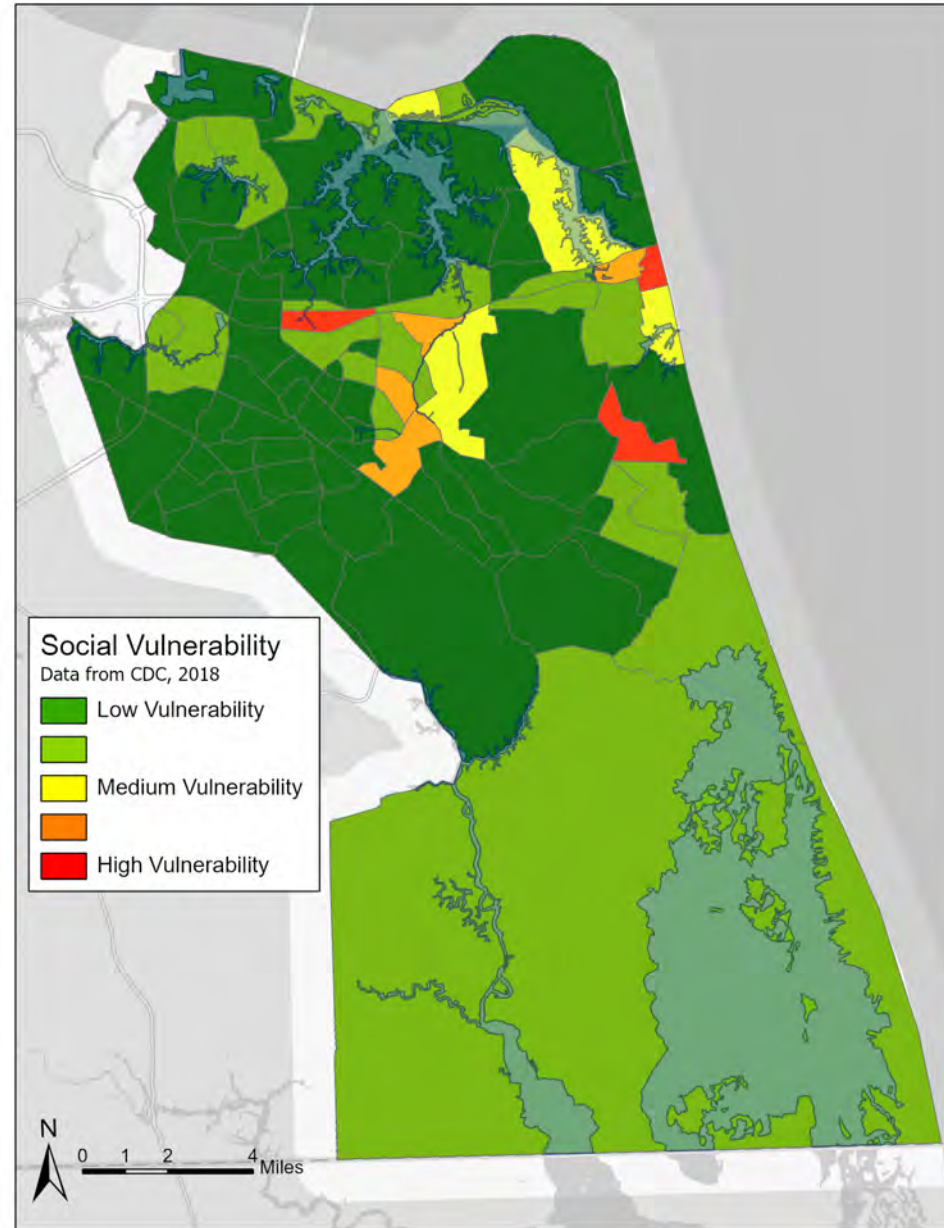 Social Vulnerability
Data from CDC, 2018
Low Vulnerability
Medium Vulnerability
High Vulnerability
N
0 1 2 4
Miles